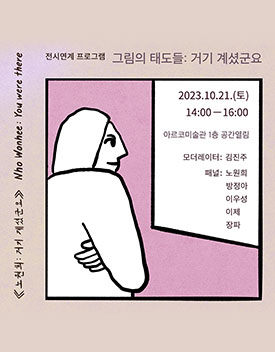 전시연계 프로그램 그림의 태도들: 거기 계셨군요
2023.10.21.(토)
14:00－16:00
아르코미술관 1층 공간열림
모더레이터: 김진주
패널: 노원희
방정아
이우성
이제
장파
《노원희: 거기 계셨군요》 Nho Wonhee: You were there